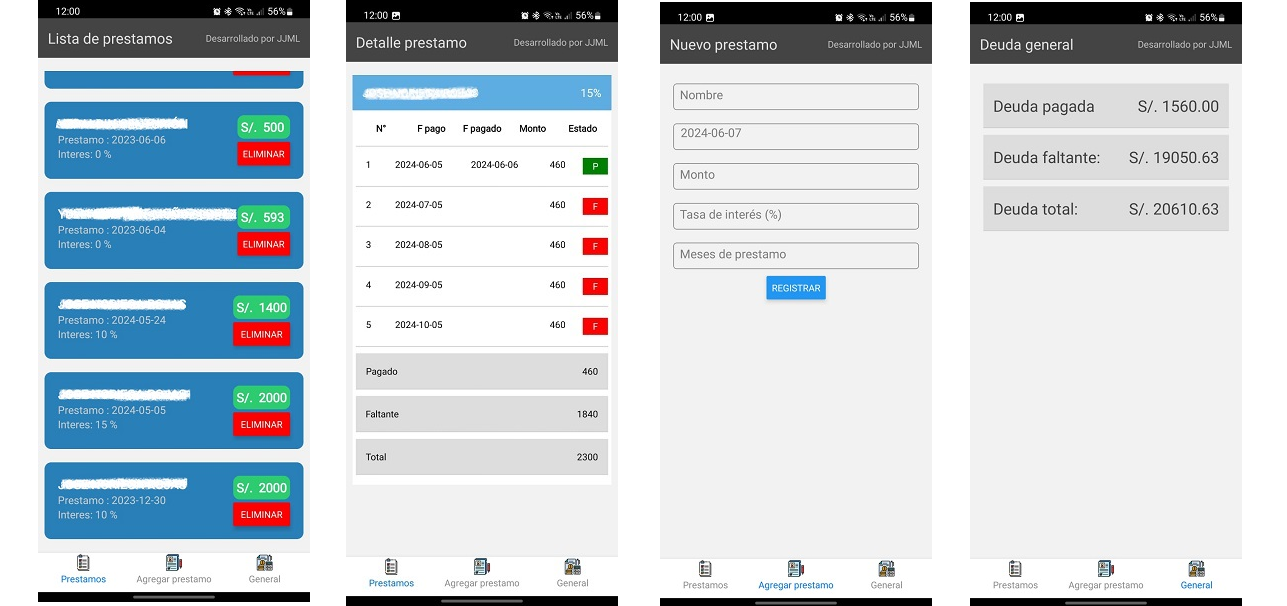 12:00 56%
Lista de prestamos Desarrollado por JJML
S/. 500
Prestamo : 2023-06-06
Interes: 0 %
ELIMINAR
S/. 593
Prestamo : 2023-06-04
Interes: 0 %
ELIMINAR
S/. 1400
Prestamo : 2024-05-24
Interes: 10 %
ELIMINAR
S/. 2000
Prestamo : 2024-05-05
Interes: 15 %
ELIMINAR
S/. 2000
Prestamo : 2023-12-30
Interes: 10 %
ELIMINAR
Prestamos Agregar prestamo General
12:00 56%
Detalle prestamo Desarrollado por JJML
15%
N° F pago F pagado Monto Estado
1 2024-06-05 2024-06-06 460 P
2 2024-07-05 460 F
3 2024-08-05 460 F
4 2024-09-05 460 F
5 2024-10-05 460 F
Pagado 460
Faltante 1840
Total 2300
Prestamos Agregar prestamo General
12:00 56%
Nuevo prestamo Desarrollado por JJML
Nombre
2024-06-07
Monto
Tasa de interés (%)
Meses de prestamo
REGISTRAR
Prestamos Agregar prestamo General
12:00 56%
Deuda general Desarrollado por JJML
Deuda pagada S/. 1560.00
Deuda faltante: S/. 19050.63
Deuda total: S/. 20610.63
Prestamos Agregar prestamo General